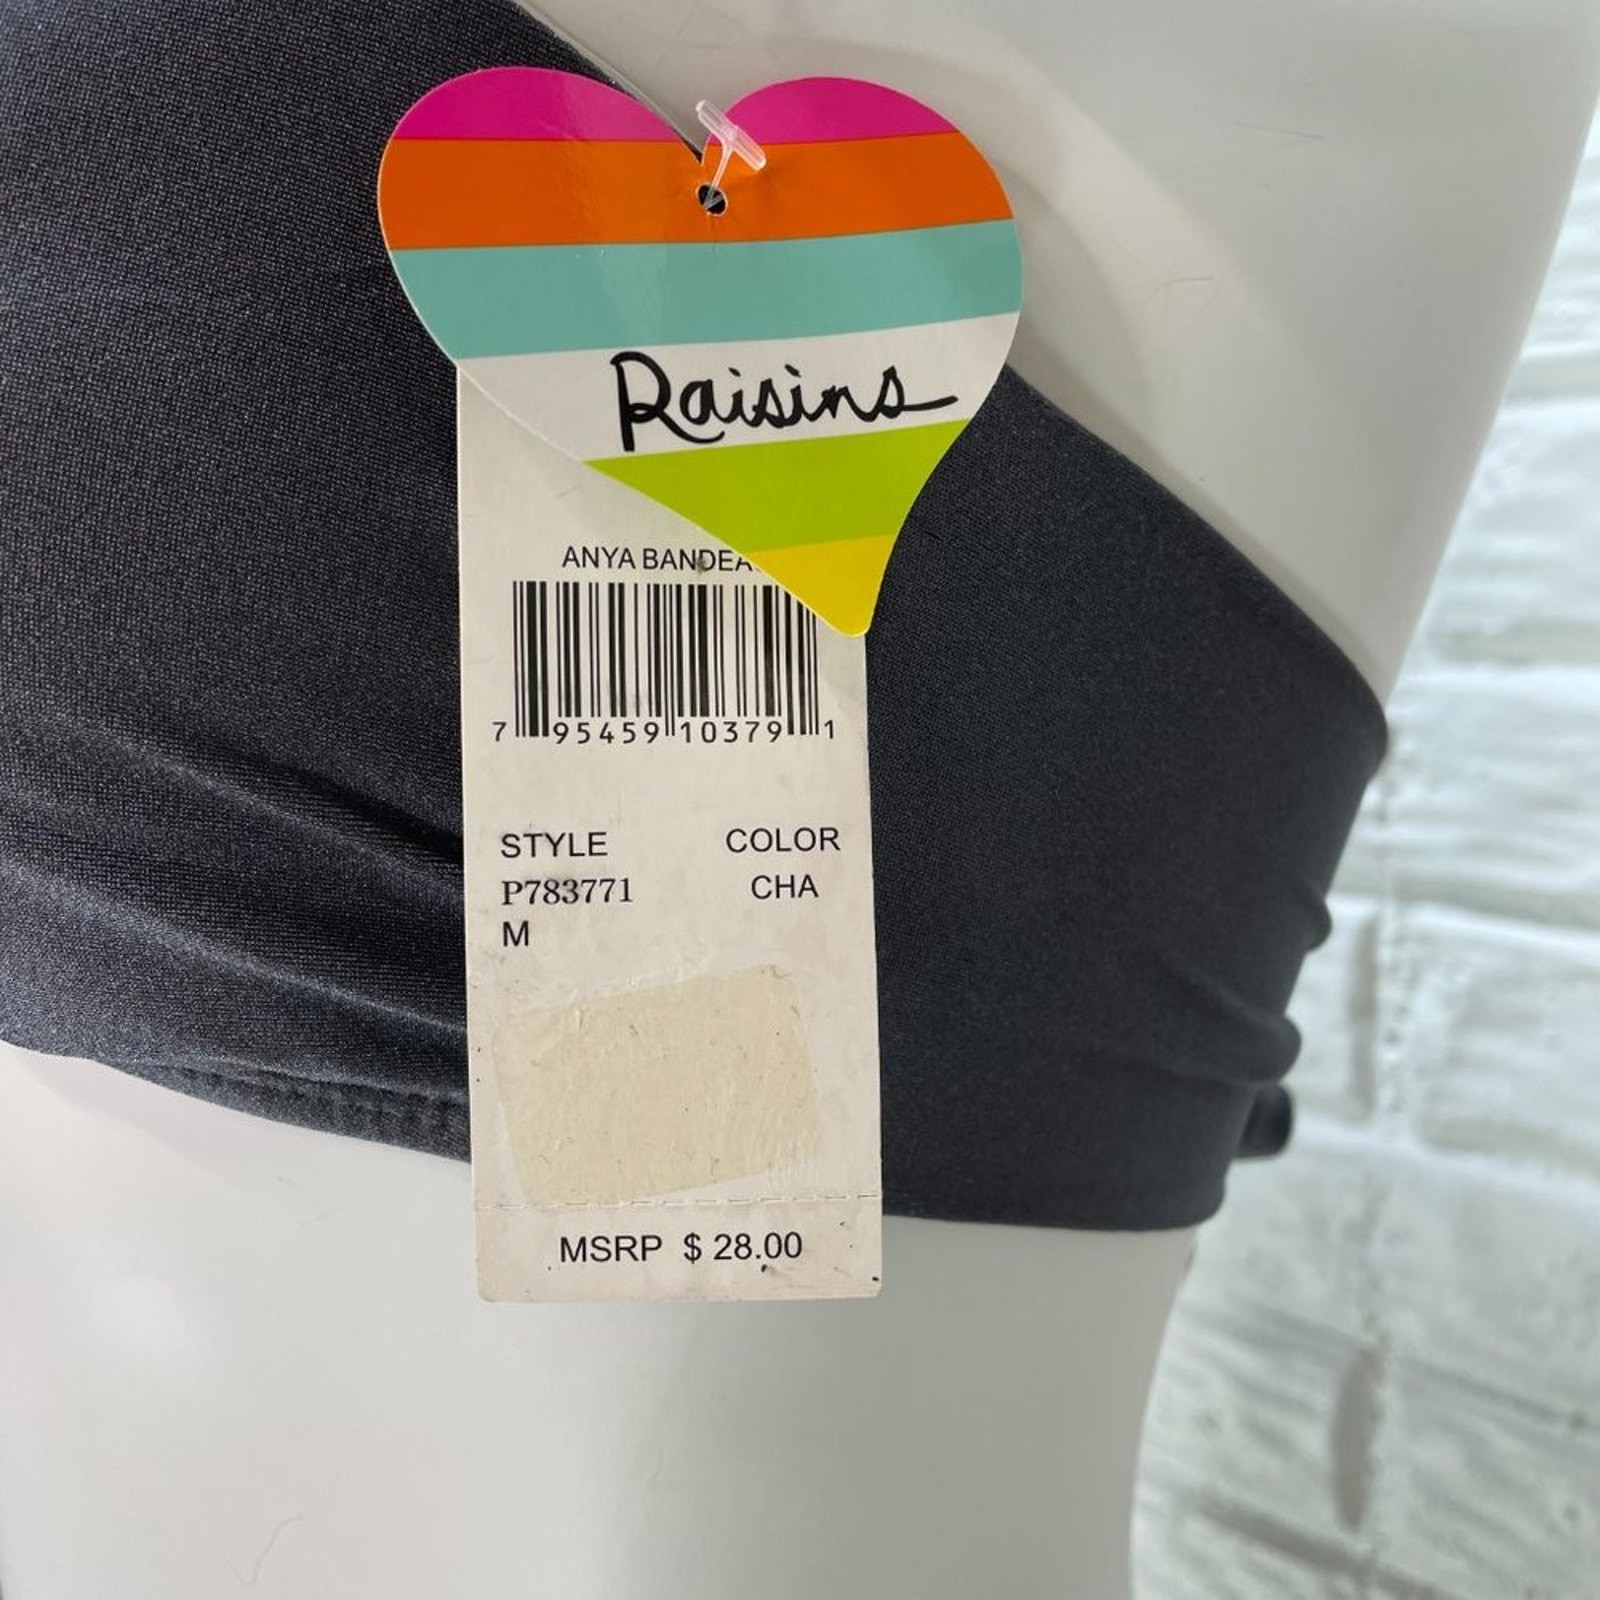 Raisins
ANYA BANDEA
7 95459 10379 1
STYLE COLOR
P783771 CHA
M
MSRP $ 28.00